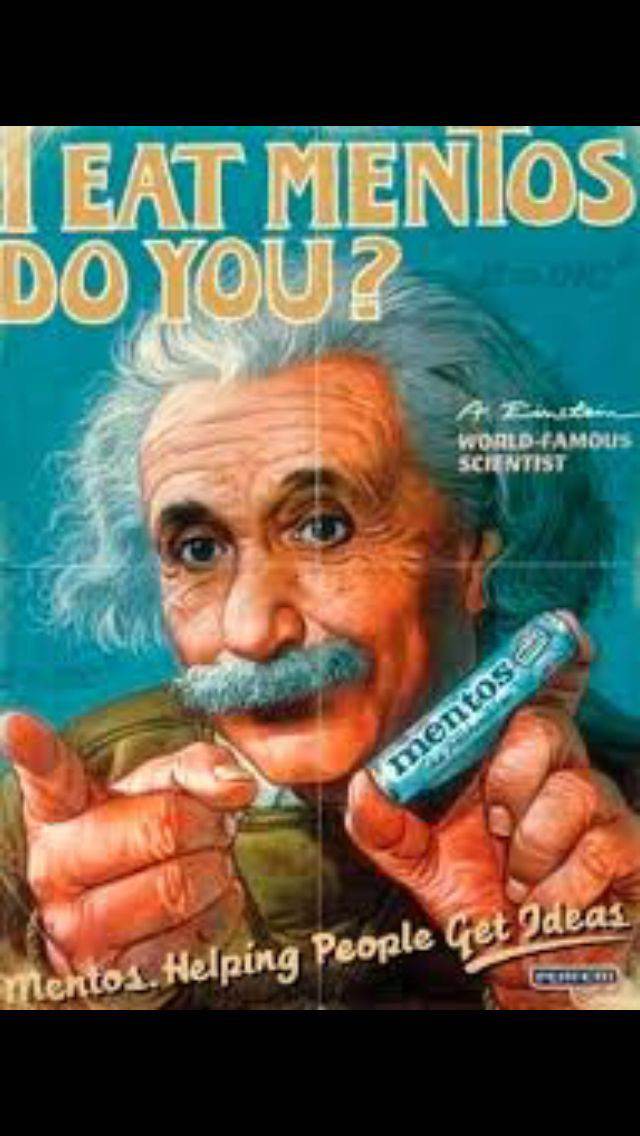 I EAT MENTOS
DO YOU?
A. Einstein
WORLD-FAMOUS
SCIENTIST
mentos
Mentos. Helping People Get Ideas